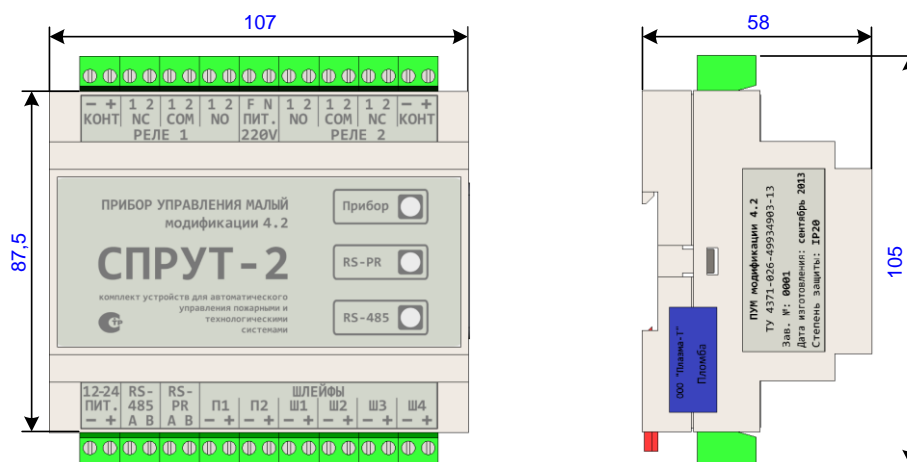 107
58
87,5
105
− + 1 2 1 2 1 2 F N 1 2 1 2 1 2 − +
КОНТ NC COM NO ПИТ. NO COM NC КОНТ
РЕЛЕ 1 220V РЕЛЕ 2
ПРИБОР УПРАВЛЕНИЯ МАЛЫЙ
модификации 4.2
СПРУТ-2
комплект устройств для автоматического
управления пожарными и
технологическими
системами
Прибор
RS-PR
RS-485
12-24 RS- RS- ШЛЕЙФЫ
ПИТ. 485 PR П1 П2 Ш1 Ш2 Ш3 Ш4
− + A B A B − + − + − + − + − + − +
ООО "Плазма-Т"
Пломба
ПУМ модификации 4.2
ТУ 4371-026-49934903-13
Зав. №: 0001
Дата изготовления: сентябрь 2013
Степень защиты: IP20